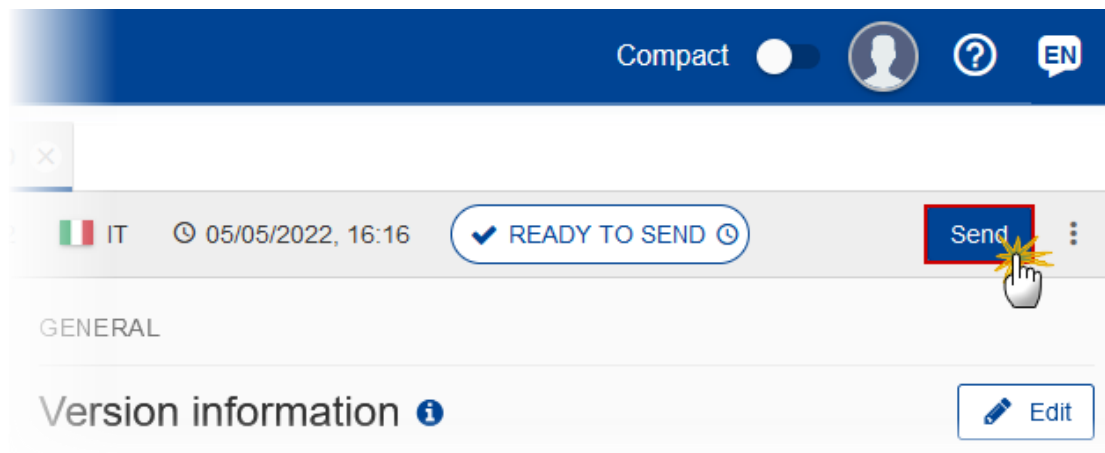 Compact EN
IT 05/05/2022, 16:16 READY TO SEND Send
GENERAL
Version information Edit